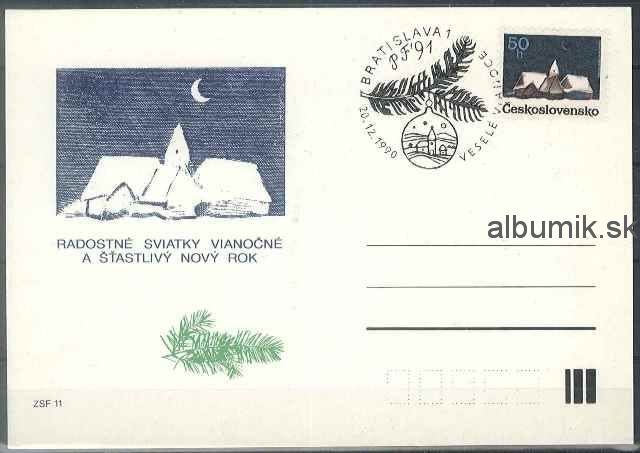 BRATISLAVA 1
PF'91
20.12.1990
VESELÉ VIANOCE
50
h
Československo
albumik.sk
RADOSTNÉ SVIATKY VIANOČNÉ
A ŠŤASTLIVÝ NOVÝ ROK
ZSF 11